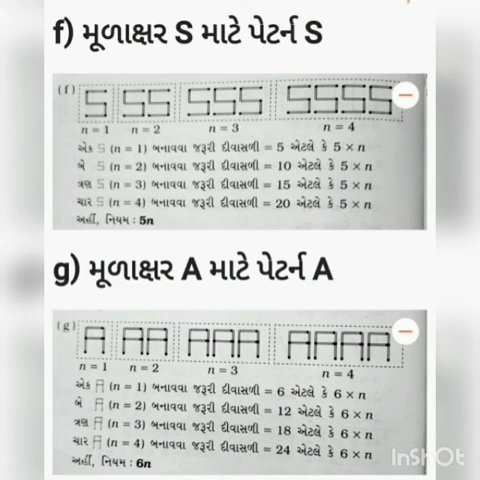 f) મૂળાક્ષર S માટે પેટર્ન S
(f)
n = 1 n = 2 n = 3 n = 4
એક S (n = 1) બનાવવા જરૂરી દીવાસળી = 5 એટલે કે 5 × n
બે S (n = 2) બનાવવા જરૂરી દીવાસળી = 10 એટલે કે 5 × n
ત્રણ S (n = 3) બનાવવા જરૂરી દીવાસળી = 15 એટલે કે 5 × n
ચાર S (n = 4) બનાવવા જરૂરી દીવાસળી = 20 એટલે કે 5 × n
અહીં, નિયમ : 5n
g) મૂળાક્ષર A માટે પેટર્ન A
(g)
n = 1 n = 2 n = 3 n = 4
એક A (n = 1) બનાવવા જરૂરી દીવાસળી = 6 એટલે કે 6 × n
બે A (n = 2) બનાવવા જરૂરી દીવાસળી = 12 એટલે કે 6 × n
ત્રણ A (n = 3) બનાવવા જરૂરી દીવાસળી = 18 એટલે કે 6 × n
ચાર A (n = 4) બનાવવા જરૂરી દીવાસળી = 24 એટલે કે 6 × n
અહીં, નિયમ : 6n
InShOt